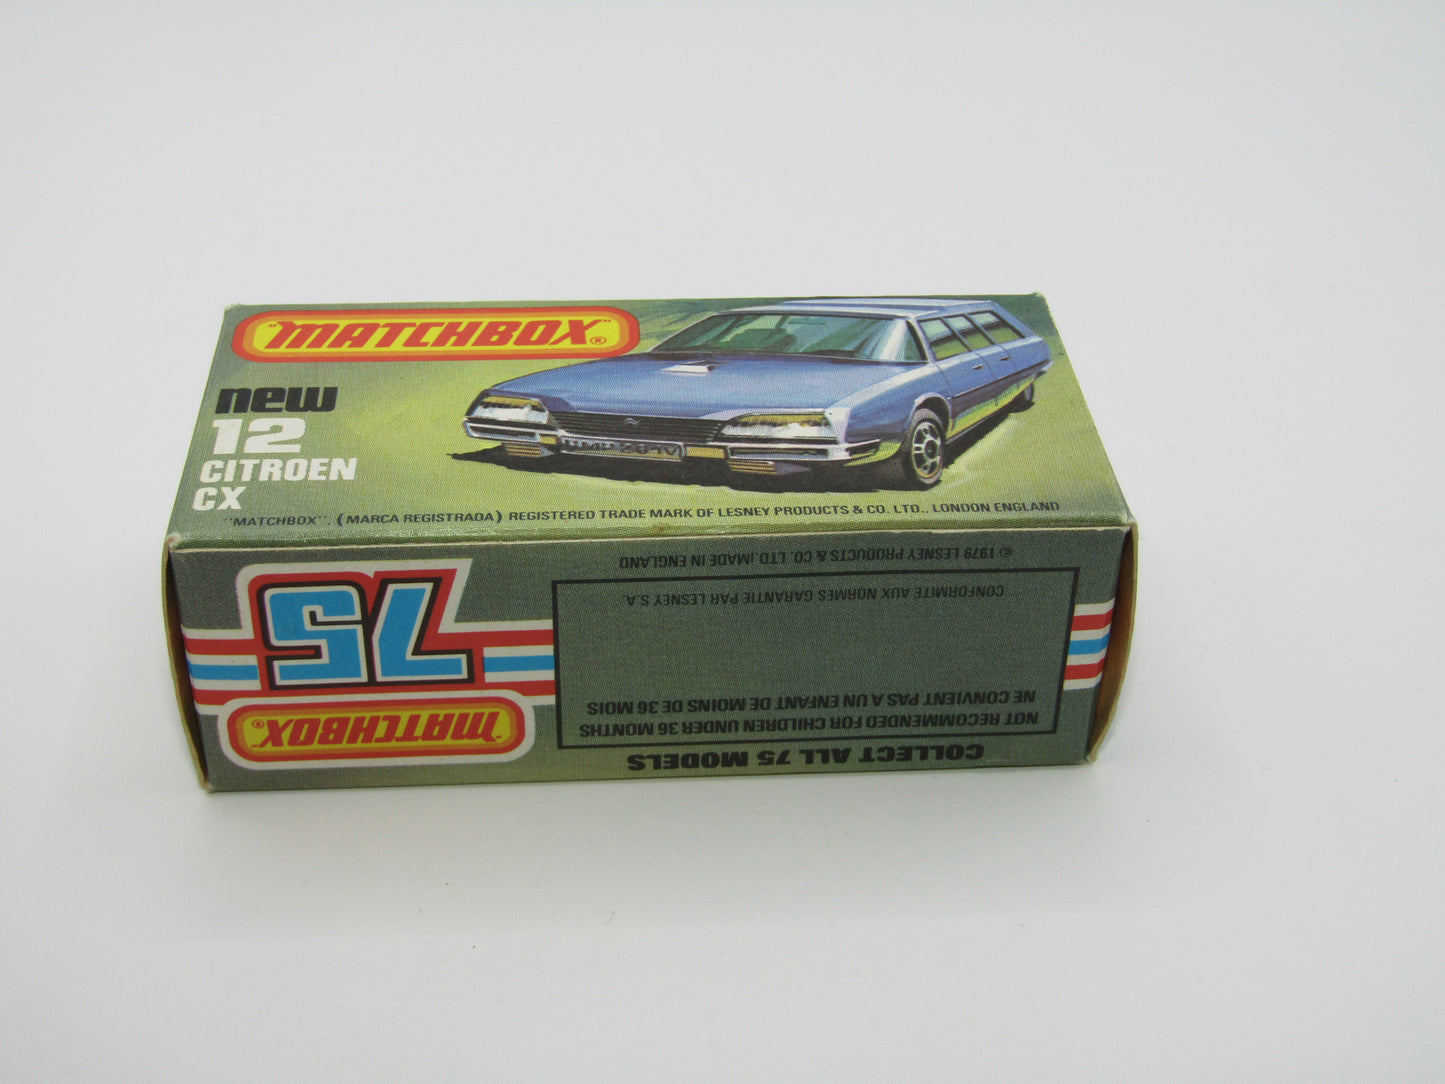 "MATCHBOX"®
new
12
CITROEN
CX
"MATCHBOX". (MARCA REGISTRADA) REGISTERED TRADE MARK OF LESNEY PRODUCTS & CO. LTD., LONDON ENGLAND
COLLECT ALL 75 MODELS
NOT RECOMMENDED FOR CHILDREN UNDER 36 MONTHS
NE CONVIENT PAS A UN ENFANT DE MOINS DE 36 MOIS
CONFORMITE AUX NORMES GARANTIE PAR LESNEY S.A.
© 1979 LESNEY PRODUCTS & CO. LTD. MADE IN ENGLAND
"MATCHBOX"®
75